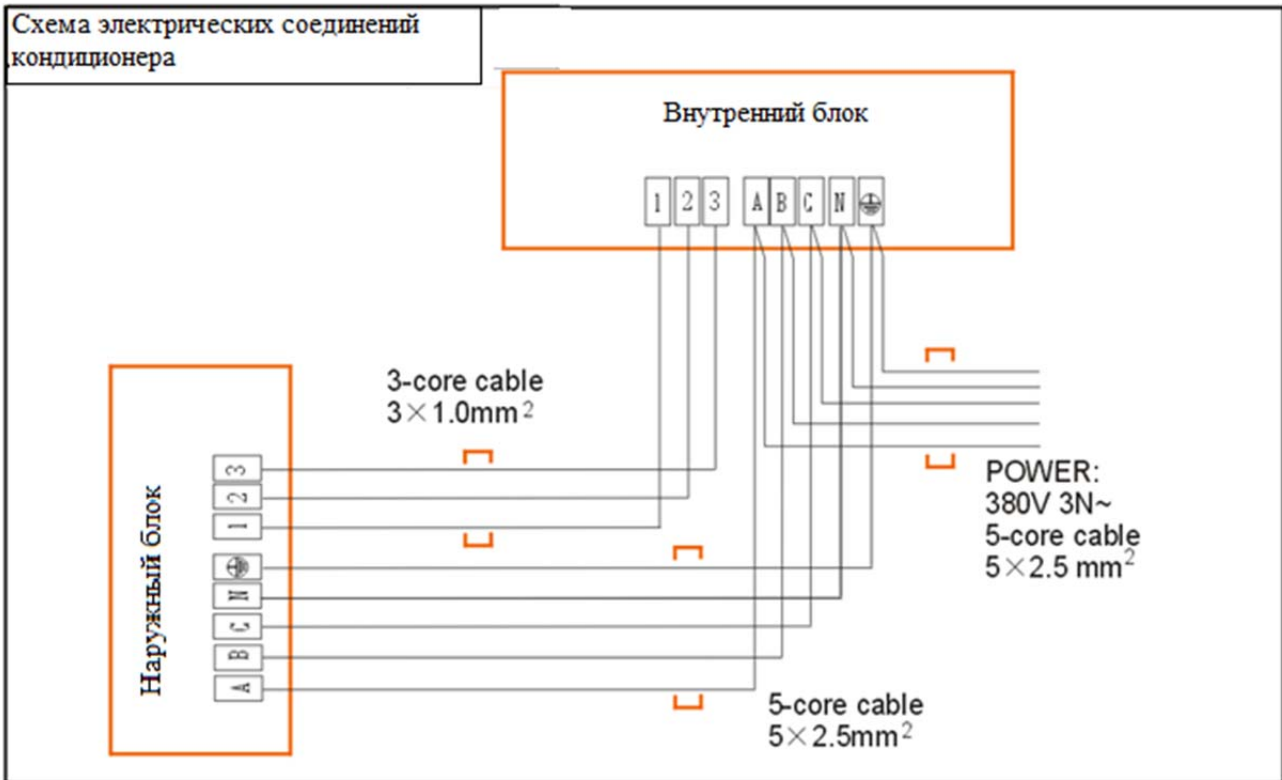 Схема электрических соединений
кондиционера
Внутренний блок
1 2 3 A B C N
3-core cable
3×1.0mm²
Наружный блок
3
2
1
N
C
B
A
POWER:
380V 3N~
5-core cable
5×2.5 mm²
5-core cable
5×2.5mm²